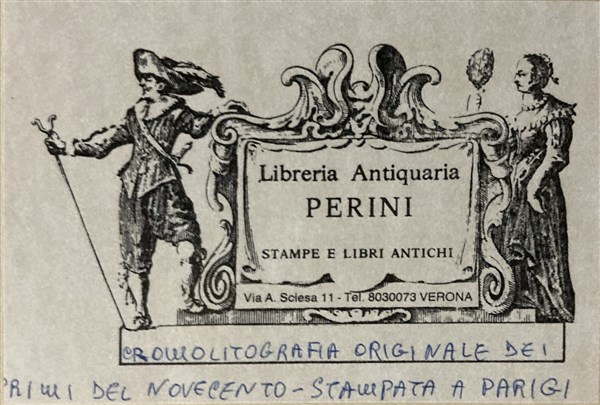 Libreria Antiquaria
PERINI
STAMPE E LIBRI ANTICHI
Via A. Sciesa 11 - Tel. 8030073 VERONA
CROMOLITOGRAFIA ORIGINALE DEI
PRIMI DEL NOVECENTO - STAMPATA A PARIGI